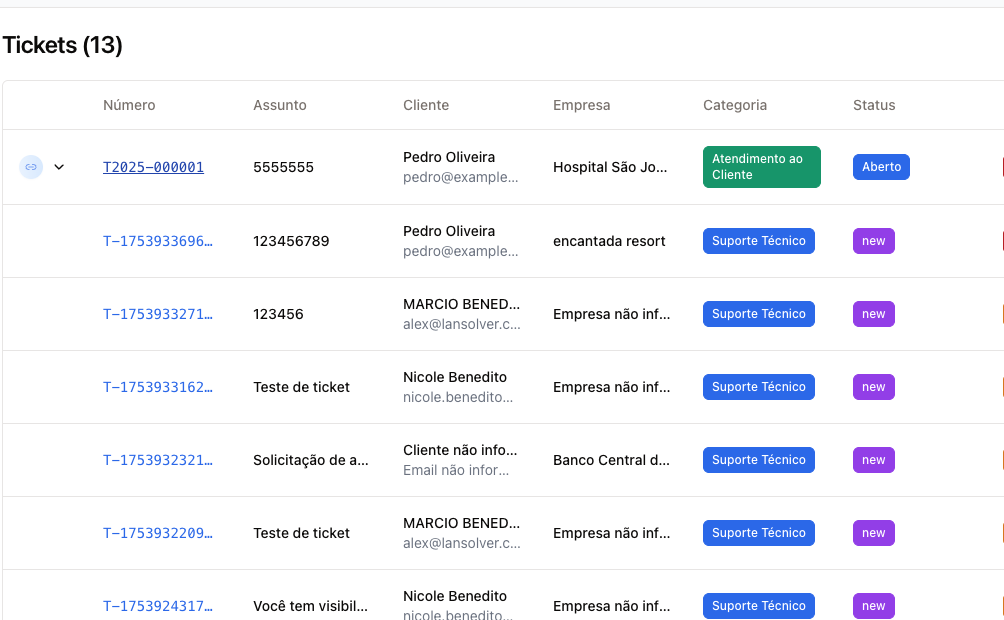 Tickets (13)
Número Assunto Cliente Empresa Categoria Status
T2025-000001 5555555 Pedro Oliveira pedro@example... Hospital São Jo... Atendimento ao Cliente Aberto
T-1753933696… 123456789 Pedro Oliveira pedro@example... encantada resort Suporte Técnico new
T-1753933271… 123456 MARCIO BENED... alex@lansolver.c... Empresa não inf... Suporte Técnico new
T-1753933162… Teste de ticket Nicole Benedito nicole.benedito... Empresa não inf... Suporte Técnico new
T-1753932321… Solicitação de a... Cliente não info... Email não infor... Banco Central d... Suporte Técnico new
T-1753932209… Teste de ticket MARCIO BENED... alex@lansolver.c... Empresa não inf... Suporte Técnico new
T-1753924317… Você tem visibil... Nicole Benedito nicole.benedito... Empresa não inf... Suporte Técnico new